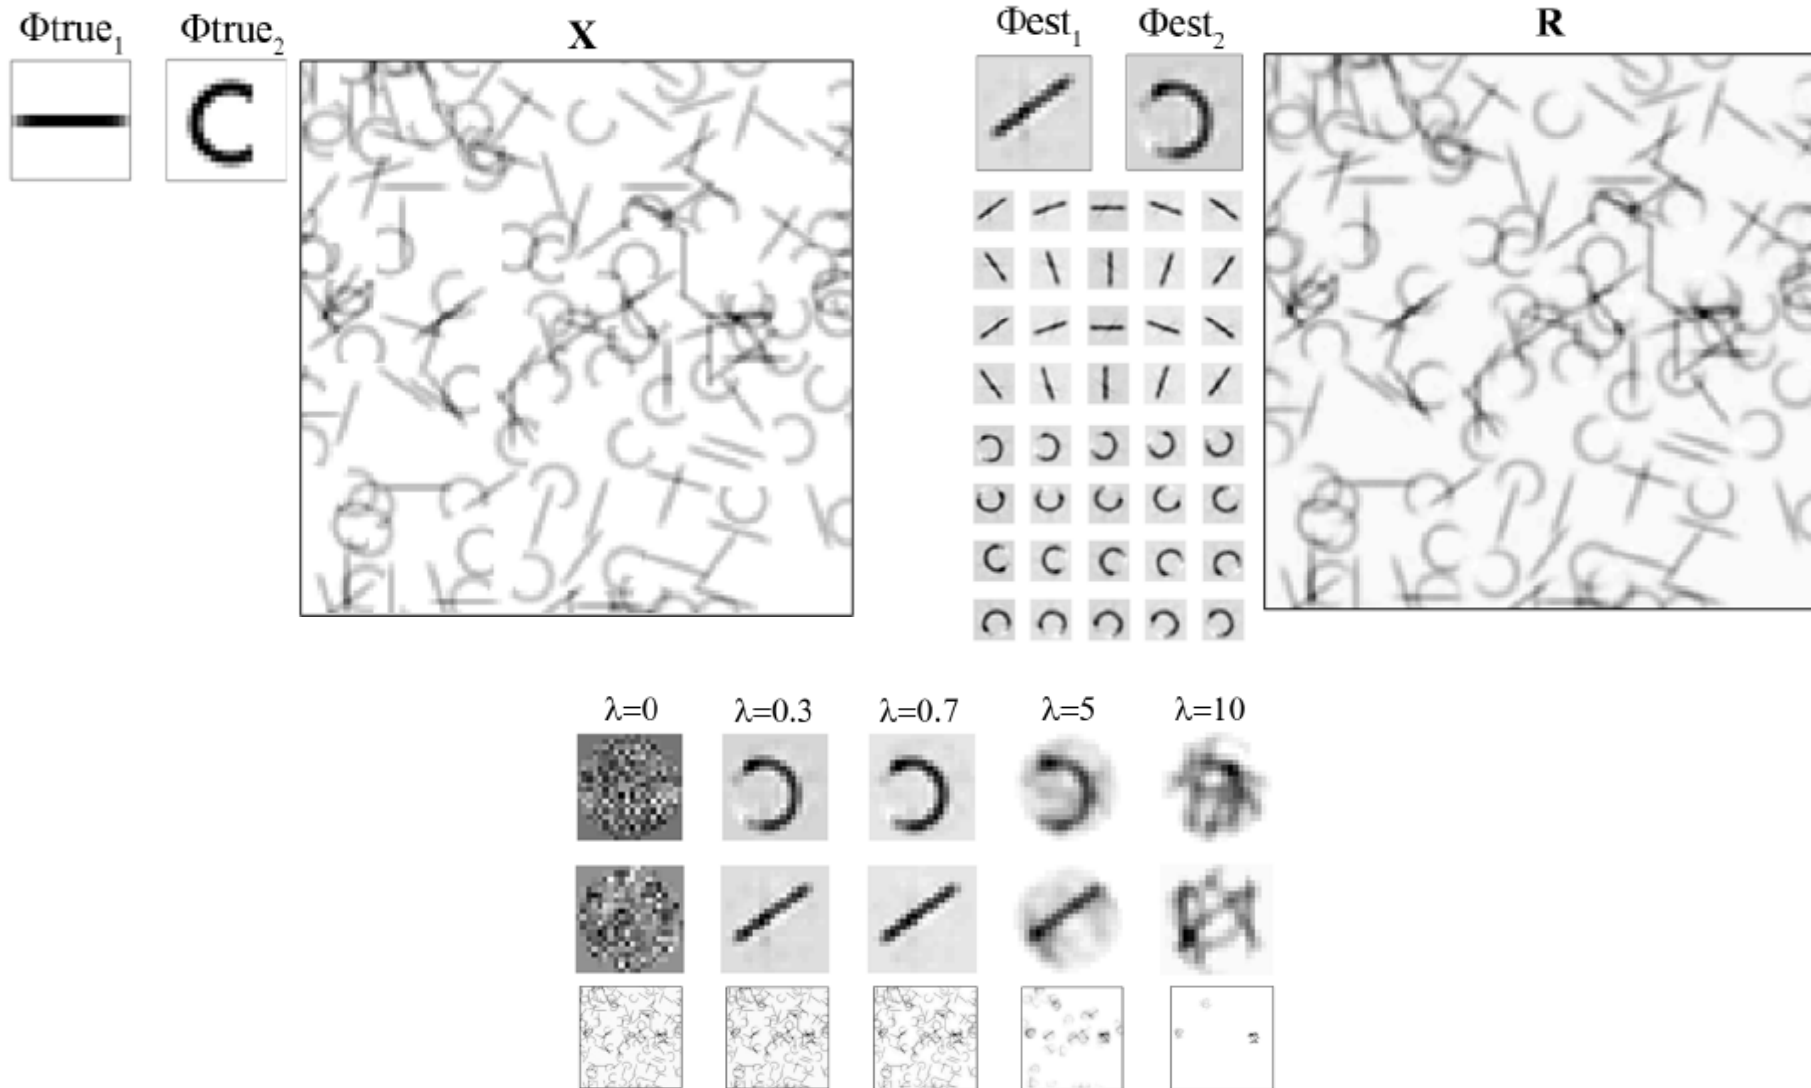 Φtrue₁ Φtrue₂ X Φest₁ Φest₂ R
λ=0 λ=0.3 λ=0.7 λ=5 λ=10